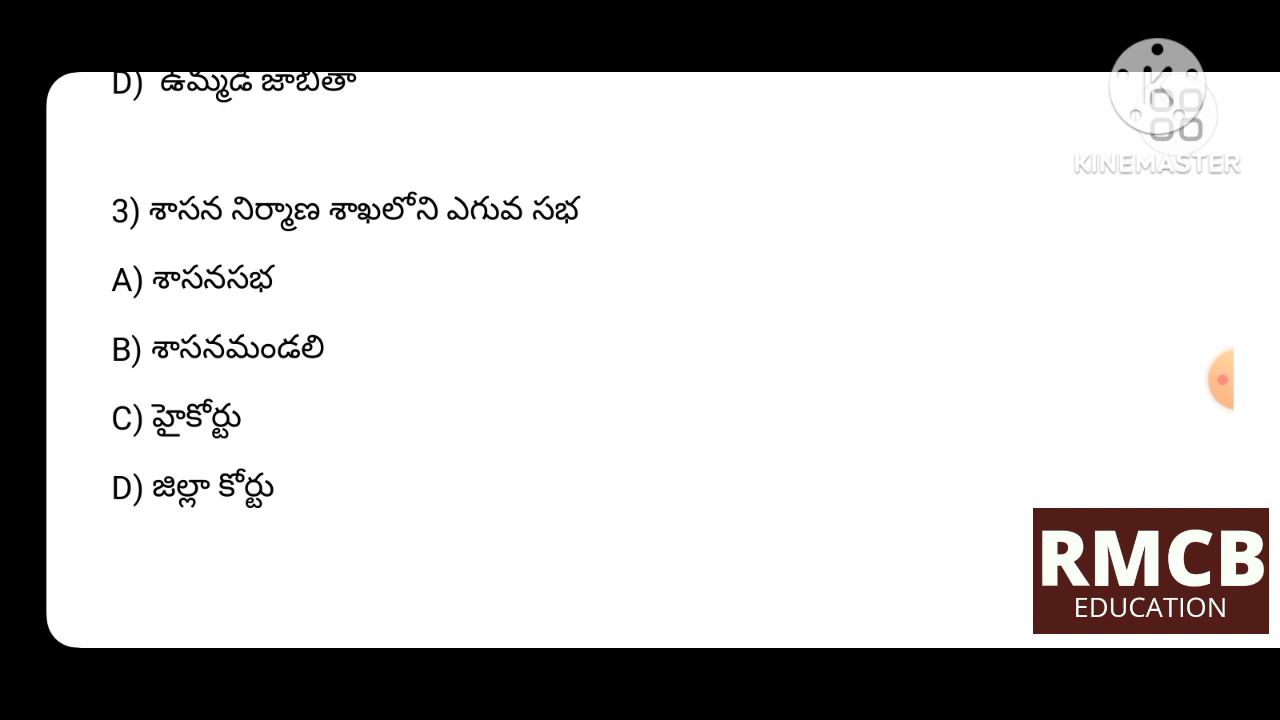 D) ఉమ్మడి జాబితా
KINEMASTER
3) శాసన నిర్మాణ శాఖలోని ఎగువ సభ
A) శాసనసభ
B) శాసనమండలి
C) హైకోర్టు
D) జిల్లా కోర్టు
RMCB
EDUCATION